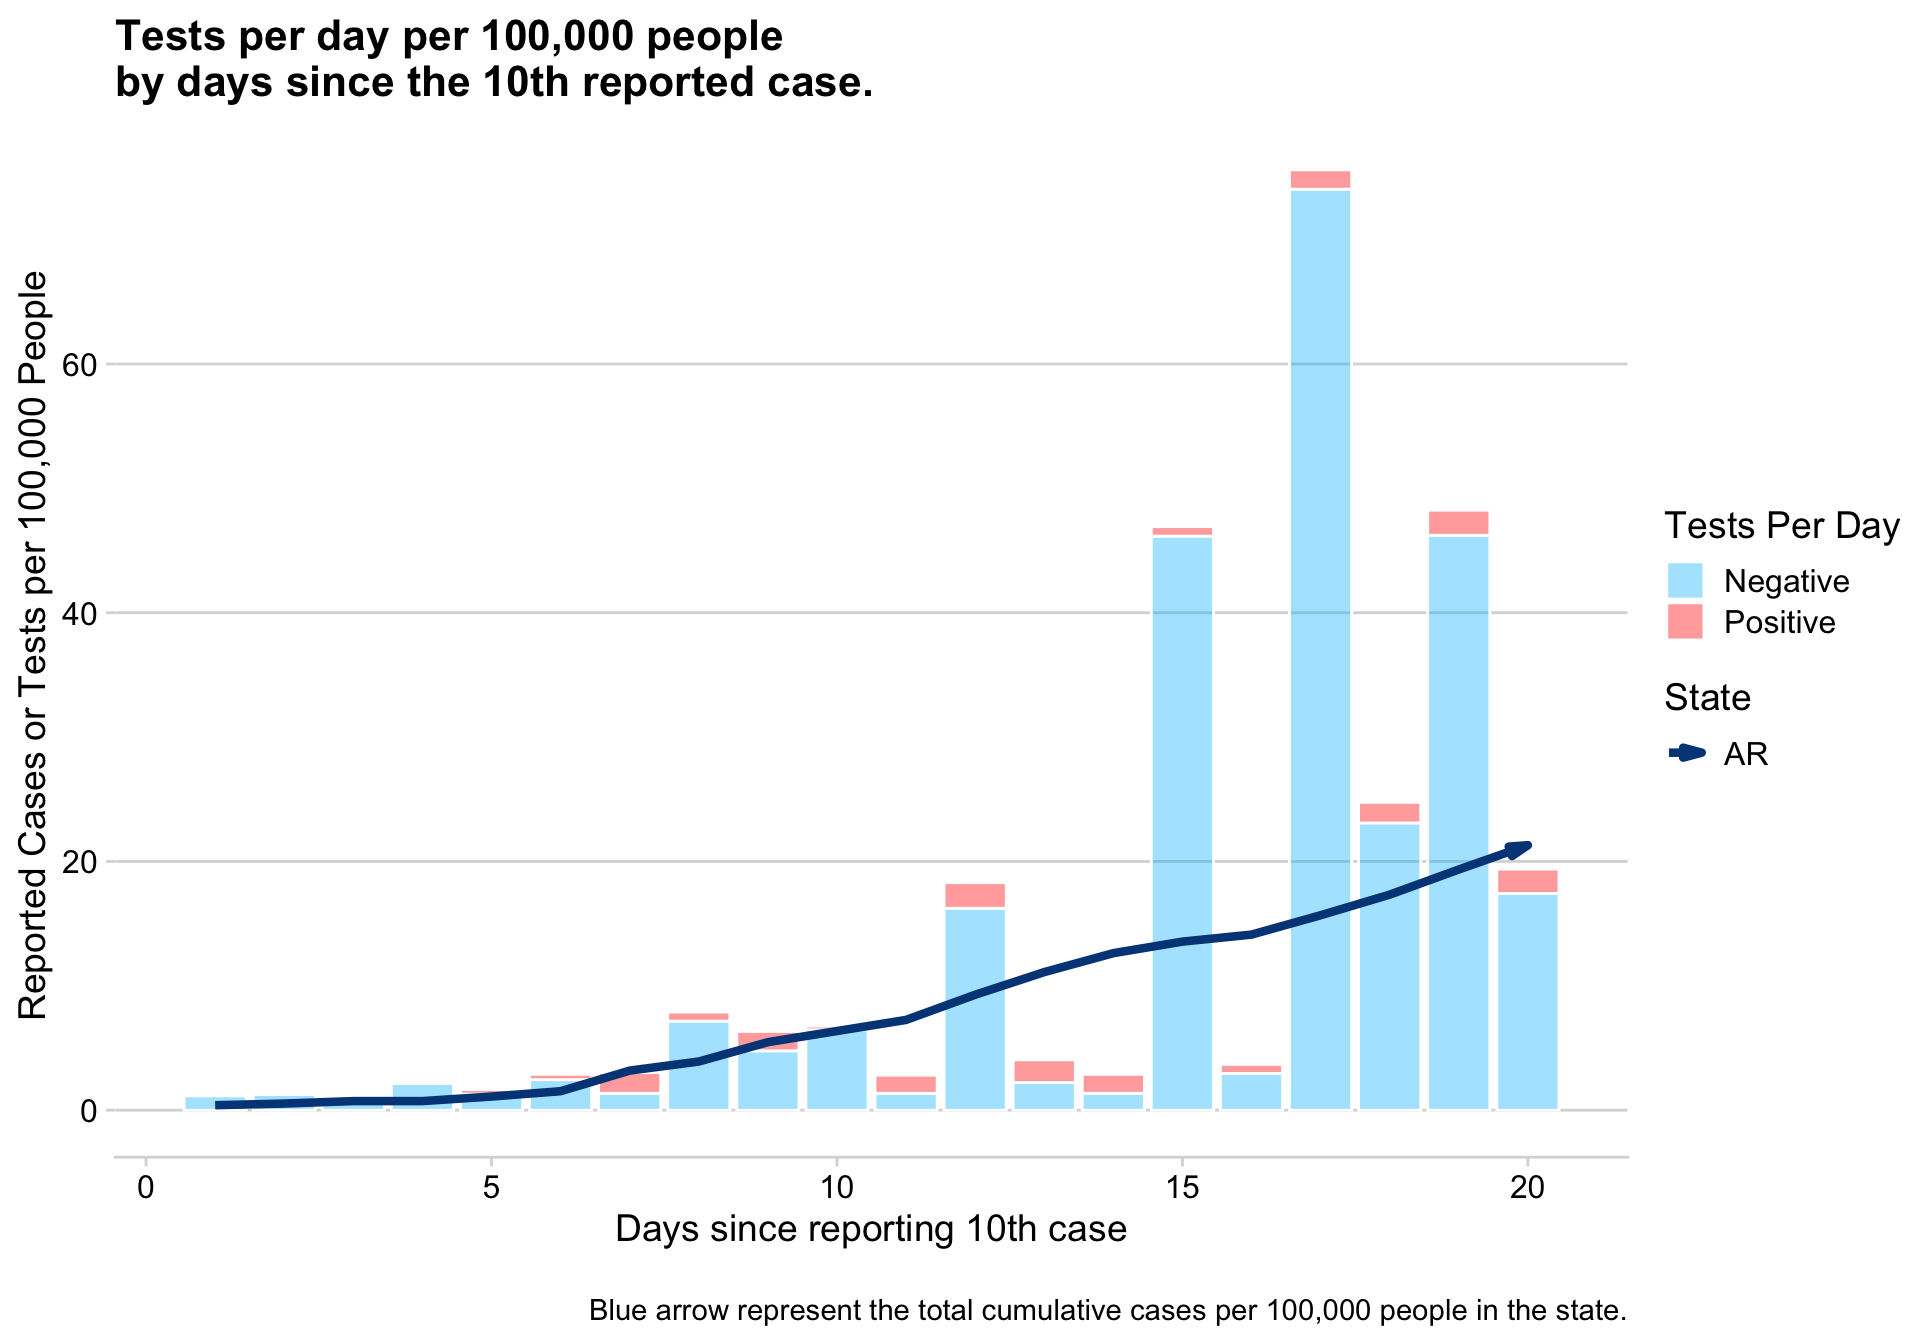 Tests per day per 100,000 people
by days since the 10th reported case.
Reported Cases or Tests per 100,000 People
60
40
20
0
0 5 10 15 20
Days since reporting 10th case
Tests Per Day
Negative
Positive
State
AR
Blue arrow represent the total cumulative cases per 100,000 people in the state.